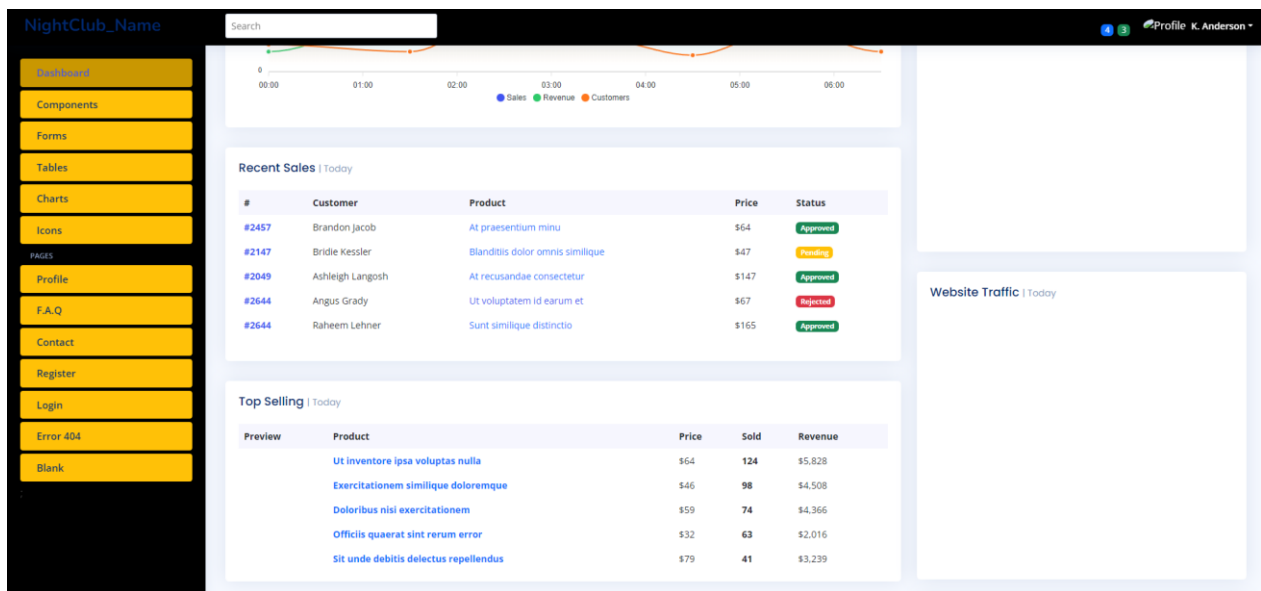 NightClub_Name
Search
4 3 Profile K. Anderson
Dashboard
Components
Forms
Tables
Charts
Icons
PAGES
Profile
F.A.Q
Contact
Register
Login
Error 404
Blank
0
00:00 01:00 02:00 03:00 04:00 05:00 06:00
Sales Revenue Customers
Recent Sales | Today
# Customer Product Price Status
#2457 Brandon Jacob At praesentium minu $64 Approved
#2147 Bridie Kessler Blanditiis dolor omnis similique $47 Pending
#2049 Ashleigh Langosh At recusandae consectetur $147 Approved
#2644 Angus Grady Ut voluptatem id earum et $67 Rejected
#2644 Raheem Lehner Sunt similique distinctio $165 Approved
Top Selling | Today
Preview Product Price Sold Revenue
Ut inventore ipsa voluptas nulla $64 124 $5,828
Exercitationem similique doloremque $46 98 $4,508
Doloribus nisi exercitationem $59 74 $4,366
Officiis quaerat sint rerum error $32 63 $2,016
Sit unde debitis delectus repellendus $79 41 $3,239
Website Traffic | Today